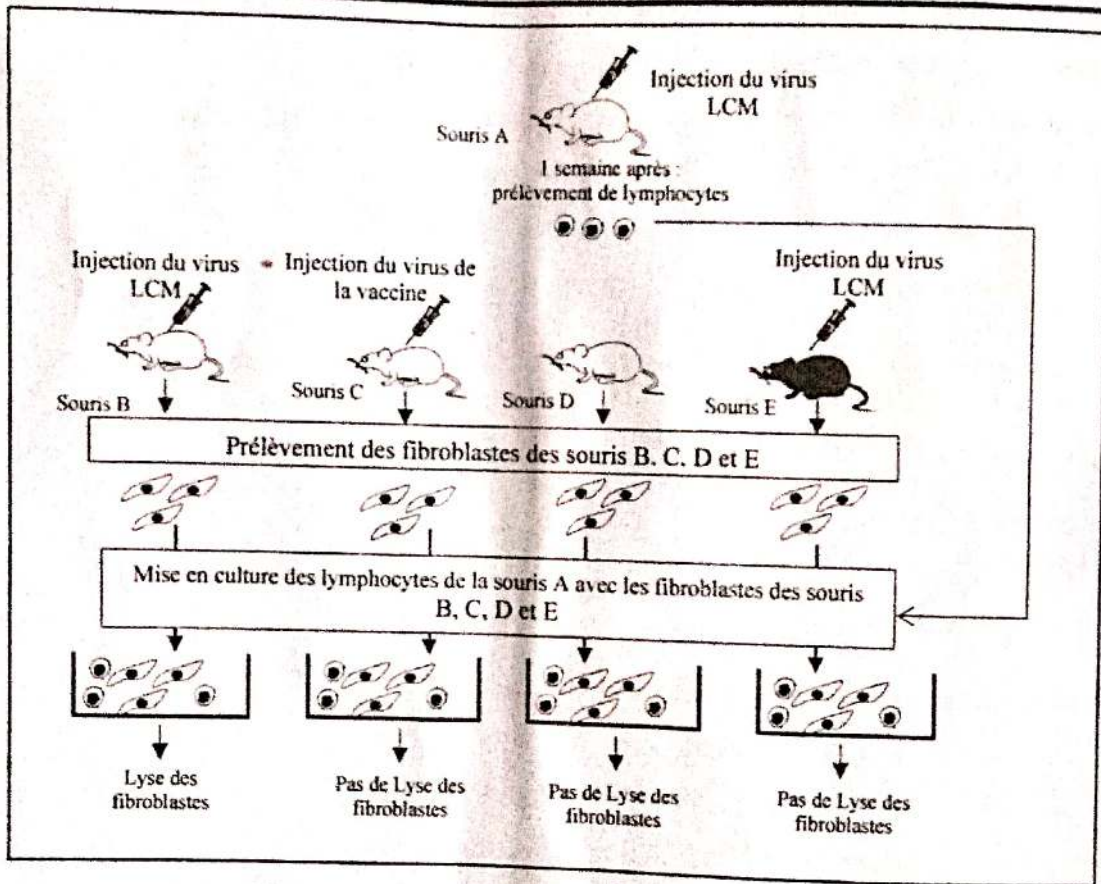 Injection du virus
LCM
Souris A
1 semaine après :
prélèvement de lymphocytes
Injection du virus
LCM
Injection du virus de
la vaccine
Injection du virus
LCM
Souris B
Souris C
Souris D
Souris E
Prélèvement des fibroblastes des souris B. C. D et E
Mise en culture des lymphocytes de la souris A avec les fibroblastes des souris
B, C, D et E
Lyse des
fibroblastes
Pas de Lyse des
fibroblastes
Pas de Lyse des
fibroblastes
Pas de Lyse des
fibroblastes